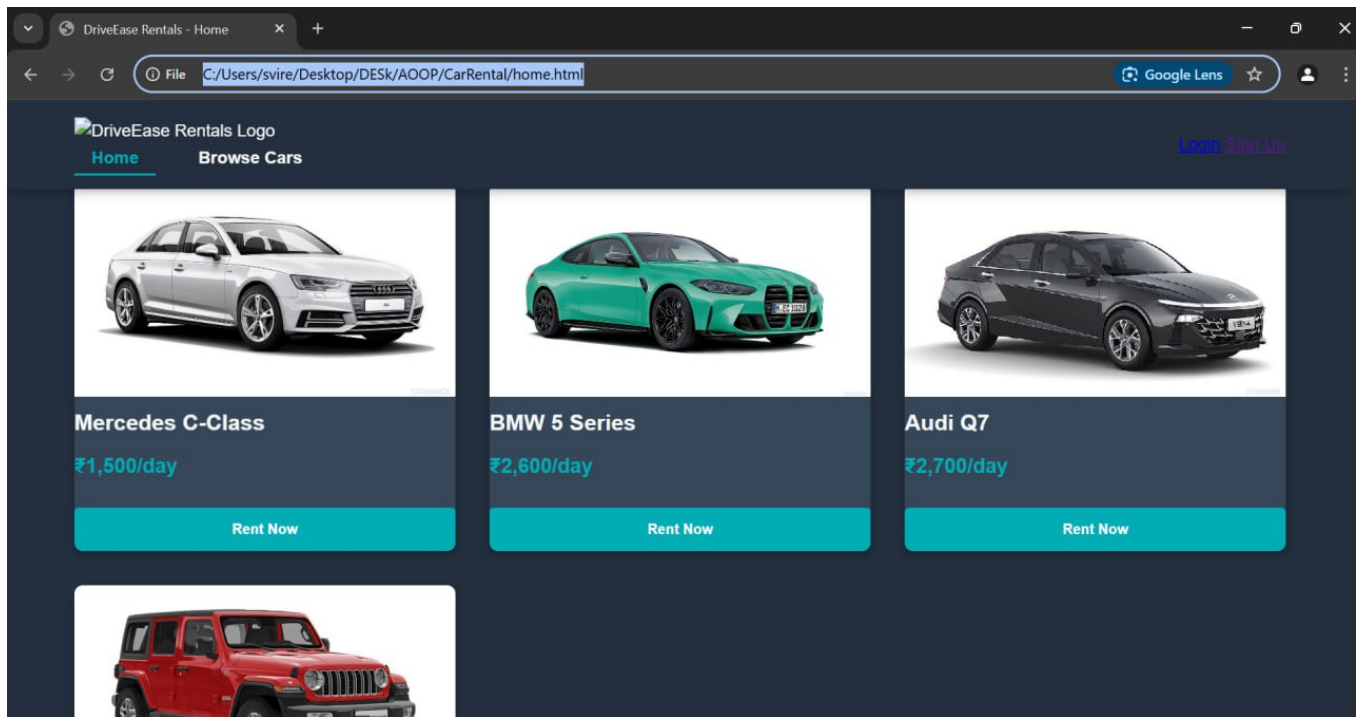 DriveEase Rentals - Home
File C:/Users/svire/Desktop/DESk/AOOP/CarRental/home.html Google Lens
DriveEase Rentals Logo
Home Browse Cars
Login Sign Up
Mercedes C-Class BMW 5 Series Audi Q7
₹1,500/day ₹2,600/day ₹2,700/day
Rent Now Rent Now Rent Now